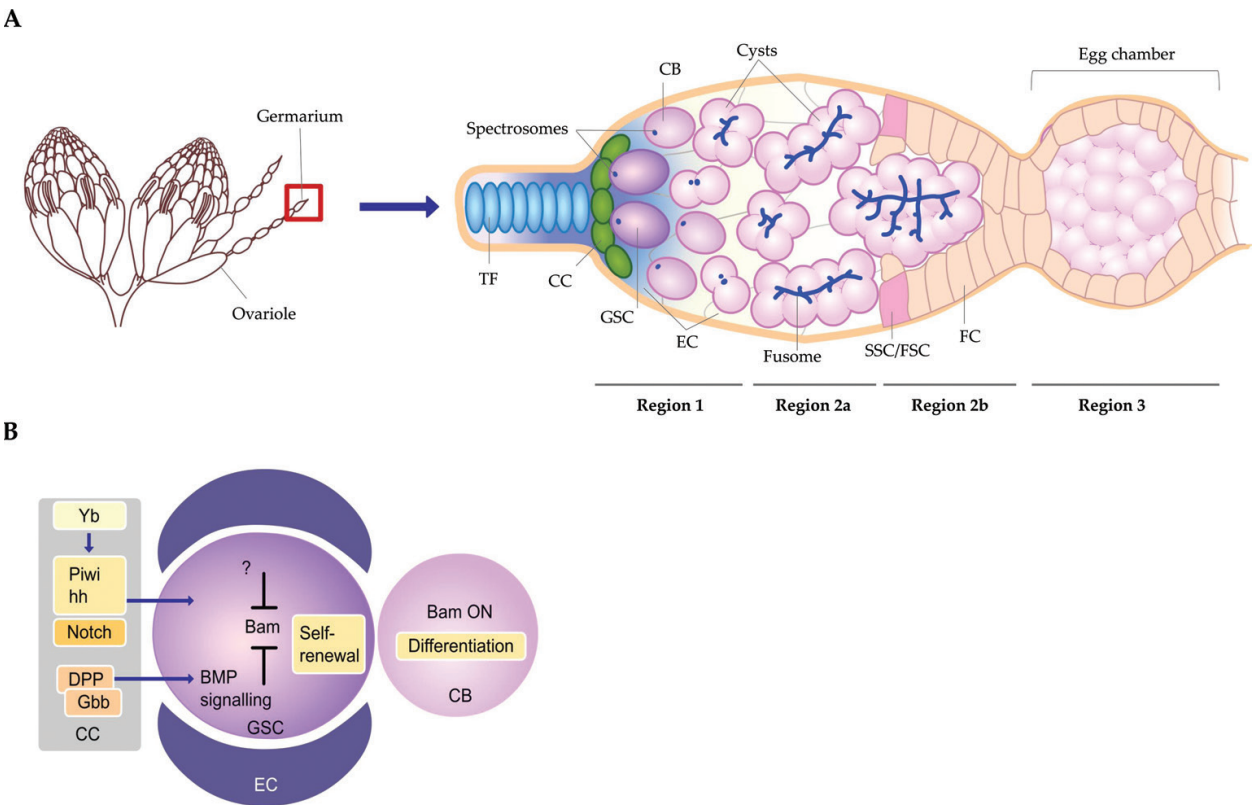 A
Germarium
Ovariole
Spectrosomes
CB
Cysts
Egg chamber
TF
CC
GSC
EC
Fusome
SSC/FSC
FC
Region 1
Region 2a
Region 2b
Region 3
B
Yb
Piwi
hh
Notch
DPP
Gbb
CC
?
Bam
Self-
renewal
BMP
signalling
GSC
EC
Bam ON
Differentiation
CB